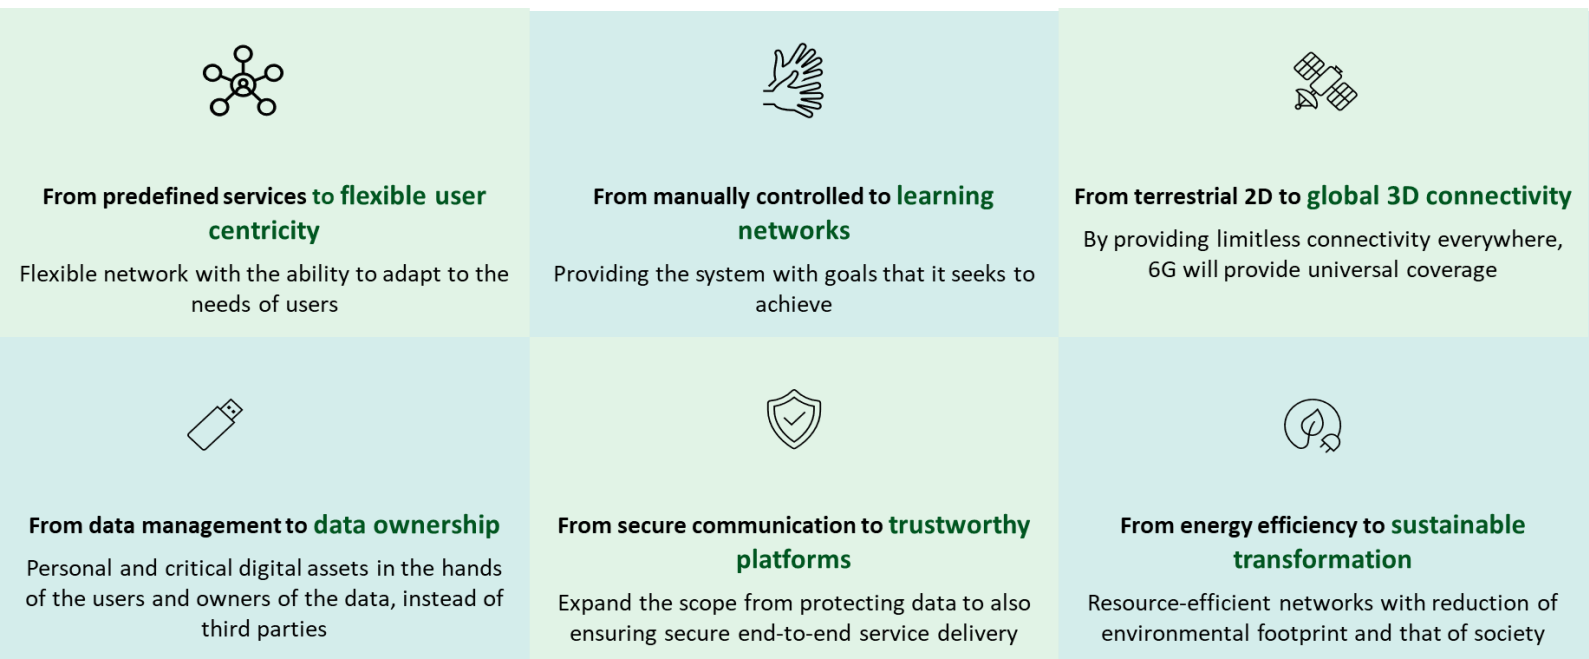 From predefined services to flexible user
centricity
Flexible network with the ability to adapt to the
needs of users
From manually controlled to learning
networks
Providing the system with goals that it seeks to
achieve
From terrestrial 2D to global 3D connectivity
By providing limitless connectivity everywhere,
6G will provide universal coverage
From data management to data ownership
Personal and critical digital assets in the hands
of the users and owners of the data, instead of
third parties
From secure communication to trustworthy
platforms
Expand the scope from protecting data to also
ensuring secure end-to-end service delivery
From energy efficiency to sustainable
transformation
Resource-efficient networks with reduction of
environmental footprint and that of society